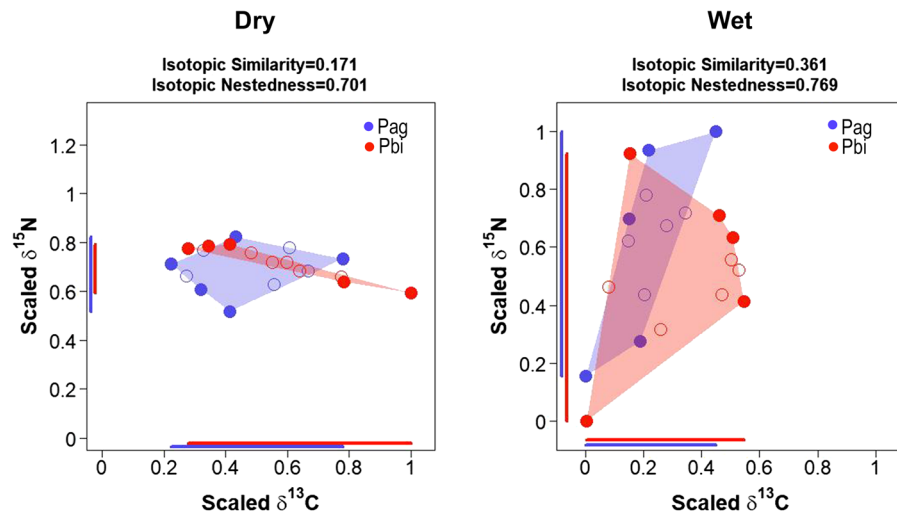 Dry
Isotopic Similarity=0.171
Isotopic Nestedness=0.701
Pag
Pbi
1.2
1
0.8
0.6
0.4
0.2
0
Scaled δ15N
0
0.2
0.4
0.6
0.8
1
Scaled δ13C
Wet
Isotopic Similarity=0.361
Isotopic Nestedness=0.769
Pag
Pbi
1
0.8
0.6
0.4
0.2
0
Scaled δ15N
0
0.2
0.4
0.6
0.8
1
Scaled δ13C